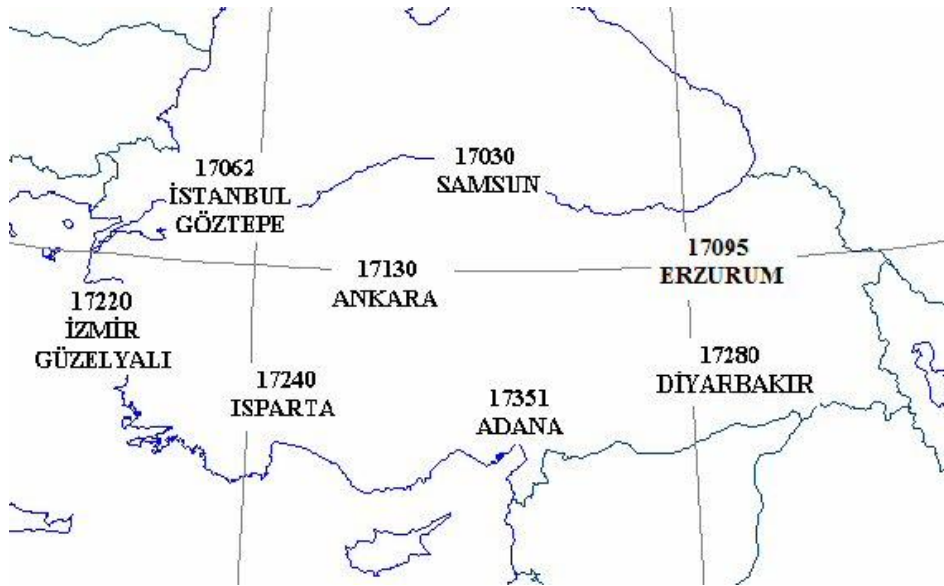 17062
İSTANBUL
GÖZTEPE
17030
SAMSUN
17095
ERZURUM
17130
ANKARA
17220
İZMİR
GÜZELYALI
17240
ISPARTA
17351
ADANA
17280
DİYARBAKIR